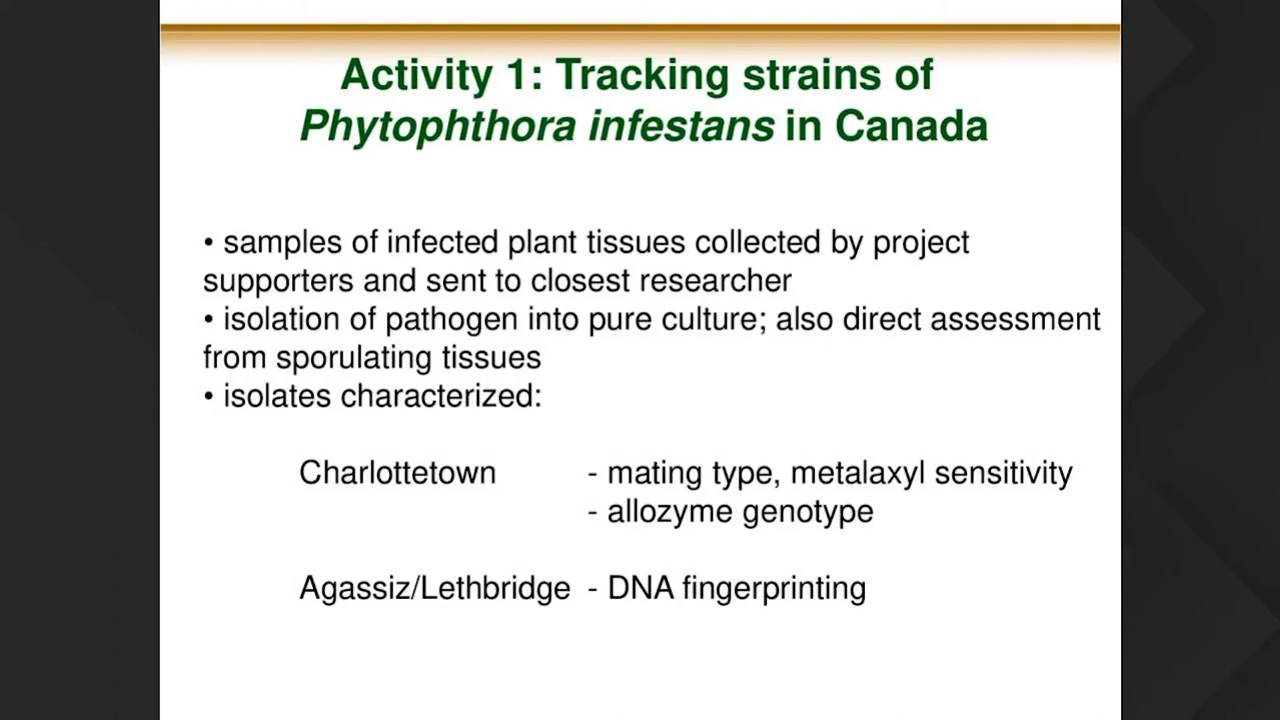 Activity 1: Tracking strains of
Phytophthora infestans in Canada
• samples of infected plant tissues collected by project
supporters and sent to closest researcher
• isolation of pathogen into pure culture; also direct assessment
from sporulating tissues
• isolates characterized:
Charlottetown - mating type, metalaxyl sensitivity
- allozyme genotype
Agassiz/Lethbridge - DNA fingerprinting